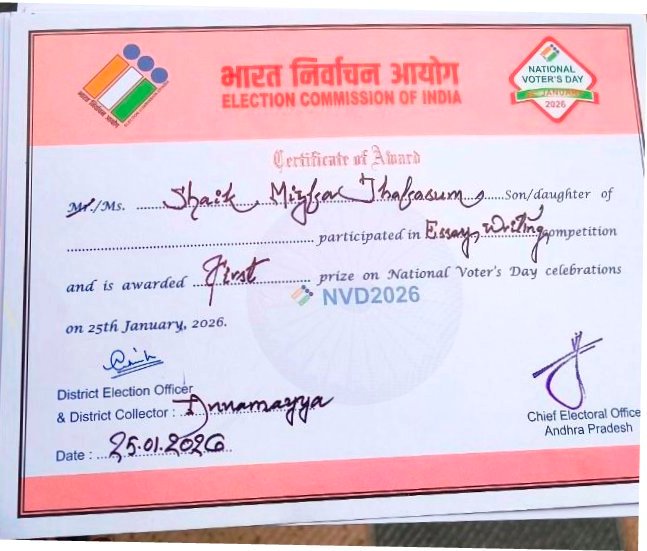 भारत निर्वाचन आयोग
ELECTION COMMISSION OF INDIA
NATIONAL
VOTER'S DAY
JANUARY
2026
Certificate of Award
Mr./Ms. Shaik Son/daughter of
participated in Essay Writing competition
and is awarded First prize on National Voter's Day celebrations
NVD2026
on 25th January, 2026.
District Election Officer
& District Collector : Annamayya
Date : 25.01.2026
Chief Electoral Office
Andhra Pradesh